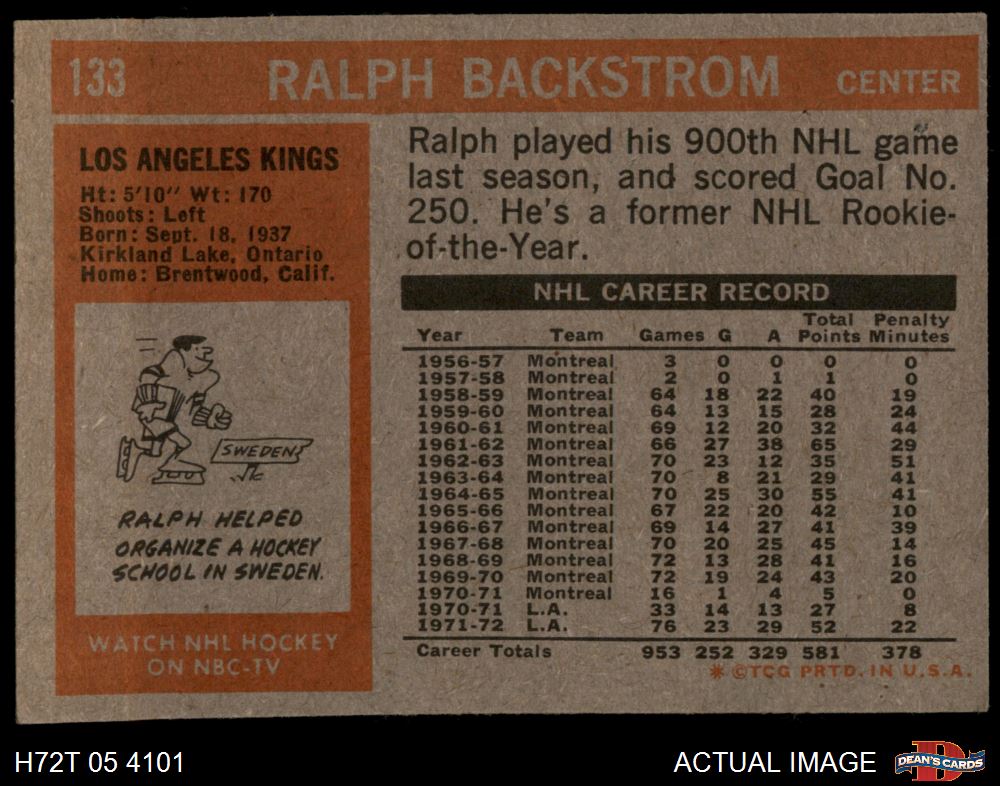 133 RALPH BACKSTROM CENTER
LOS ANGELES KINGS
Ht: 5'10" Wt: 170
Shoots: Left
Born: Sept. 18, 1937
Kirkland Lake, Ontario
Home: Brentwood, Calif.
SWEDEN
RALPH HELPED
ORGANIZE A HOCKEY
SCHOOL IN SWEDEN.
WATCH NHL HOCKEY
ON NBC-TV
Ralph played his 900th NHL game
last season, and scored Goal No.
250. He's a former NHL Rookie-
of-the-Year.
NHL CAREER RECORD
Year Team Games G A Total Points Penalty Minutes
1956-57 Montreal 3 0 0 0 0
1957-58 Montreal 2 0 1 1 0
1958-59 Montreal 64 18 22 40 19
1959-60 Montreal 64 13 15 28 24
1960-61 Montreal 69 12 20 32 44
1961-62 Montreal 66 27 38 65 29
1962-63 Montreal 70 23 12 35 51
1963-64 Montreal 70 8 21 29 41
1964-65 Montreal 70 25 30 55 41
1965-66 Montreal 67 22 20 42 10
1966-67 Montreal 69 14 27 41 39
1967-68 Montreal 70 20 25 45 14
1968-69 Montreal 72 13 28 41 16
1969-70 Montreal 72 19 24 43 20
1970-71 Montreal 16 1 4 5 0
1970-71 L.A. 33 14 13 27 8
1971-72 L.A. 76 23 29 52 22
Career Totals 953 252 329 581 378
* ©TCG PRTD. IN U.S.A.
H72T 05 4101
ACTUAL IMAGE
D
DEAN'S CARDS